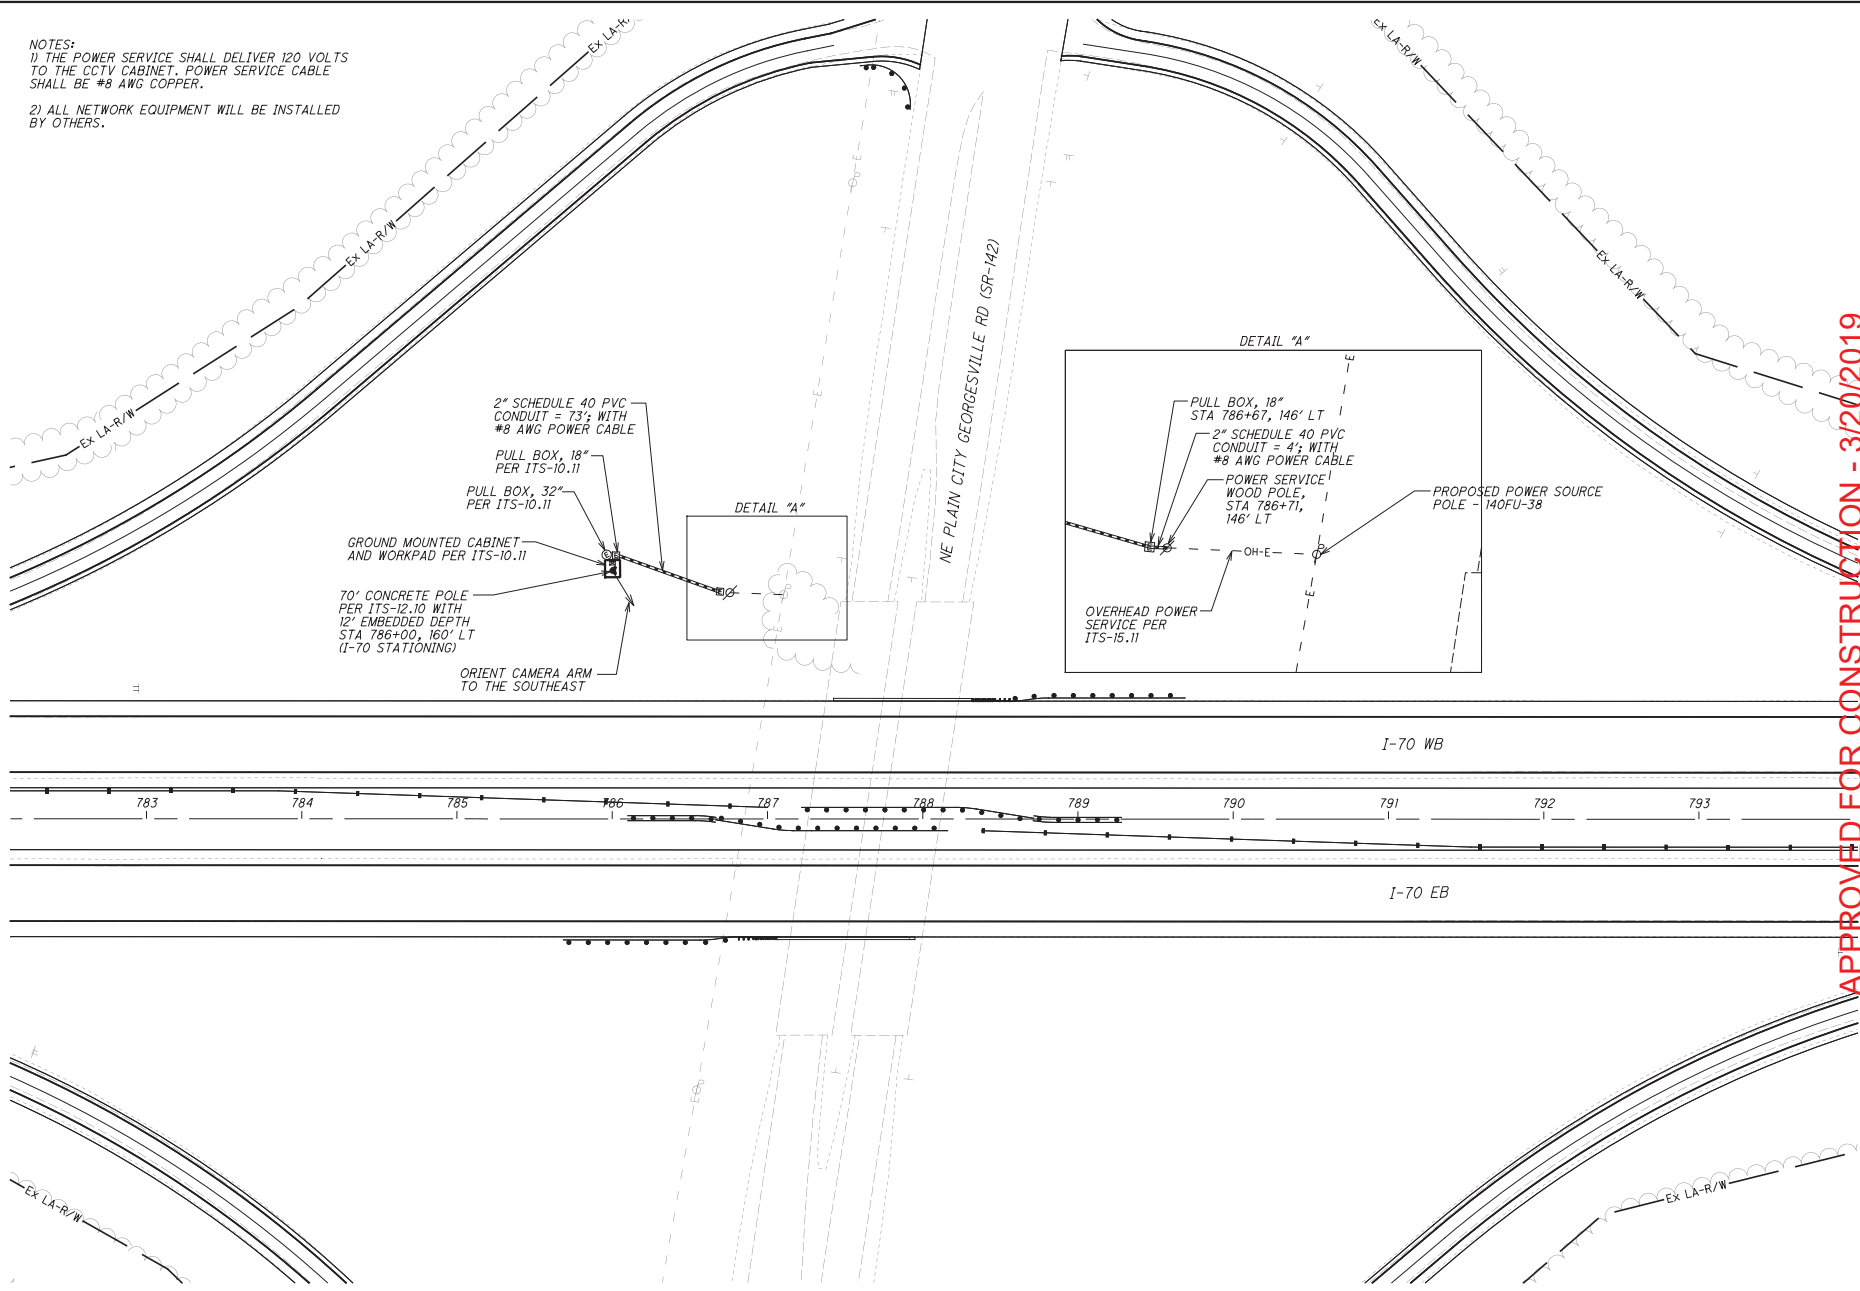 NOTES:
1) THE POWER SERVICE SHALL DELIVER 120 VOLTS
TO THE CCTV CABINET. POWER SERVICE CABLE
SHALL BE #8 AWG COPPER.
2) ALL NETWORK EQUIPMENT WILL BE INSTALLED
BY OTHERS.
Ex LA-R/W
Ex LA-R/W
Ex LA-R/W
Ex LA-R/W
Ex LA-R/W
NE PLAIN CITY GEORGESVILLE RD (SR-142)
2" SCHEDULE 40 PVC
CONDUIT = 73'; WITH
#8 AWG POWER CABLE
PULL BOX, 18"
PER ITS-10.11
PULL BOX, 32"
PER ITS-10.11
GROUND MOUNTED CABINET
AND WORKPAD PER ITS-10.11
70' CONCRETE POLE
PER ITS-12.10 WITH
12' EMBEDDED DEPTH
STA 786+00, 160' LT
(I-70 STATIONING)
ORIENT CAMERA ARM
TO THE SOUTHEAST
DETAIL "A"
DETAIL "A"
E
PULL BOX, 18"
STA 786+67, 146' LT
2" SCHEDULE 40 PVC
CONDUIT = 4'; WITH
#8 AWG POWER CABLE
POWER SERVICE
WOOD POLE,
STA 786+71,
146' LT
PROPOSED POWER SOURCE
POLE - 140FU-38
OH-E
E
OVERHEAD POWER
SERVICE PER
ITS-15.11
E
E
E
E
I-70 WB
783
784
785
786
787
788
789
790
791
792
793
I-70 EB
E
Ex LA-R/W
Ex LA-R/W
APPROVED FOR CONSTRUCTION - 3/20/2019